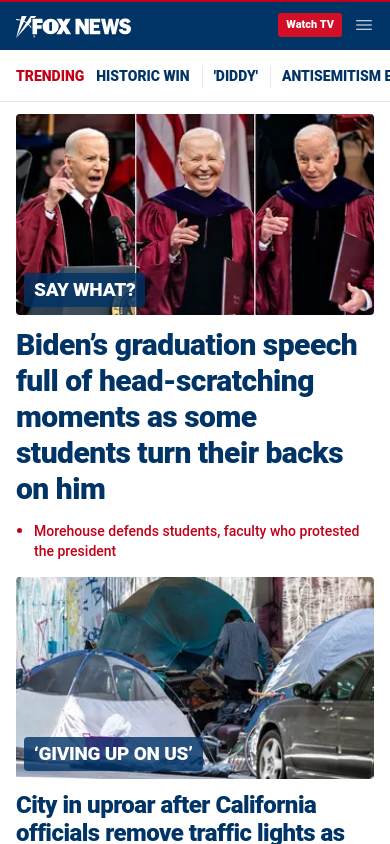 FOX NEWS
Watch TV
TRENDING HISTORIC WIN 'DIDDY' ANTISEMITISM E
SAY WHAT?
Biden’s graduation speech
full of head-scratching
moments as some
students turn their backs
on him
• Morehouse defends students, faculty who protested
the president
‘GIVING UP ON US’
City in uproar after California
officials remove traffic lights as